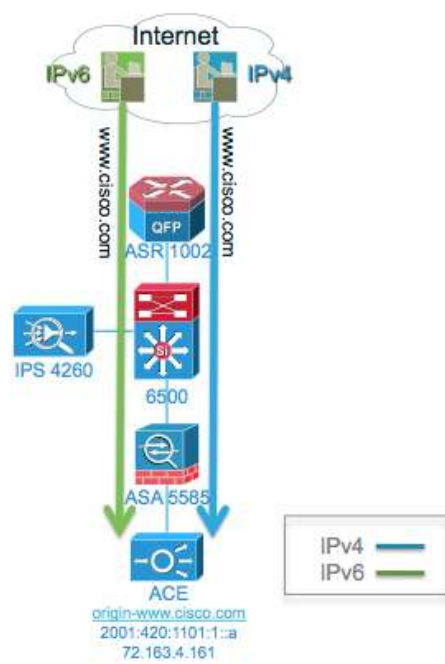 Internet
IPv6
IPv4
www.cisco.com
www.cisco.com
QFP
ASR 1002
Si
IPS 4260
6500
ASA 5585
ACE
origin-www.cisco.com
2001:420:1101:1::a
72.163.4.161
IPv4
IPv6